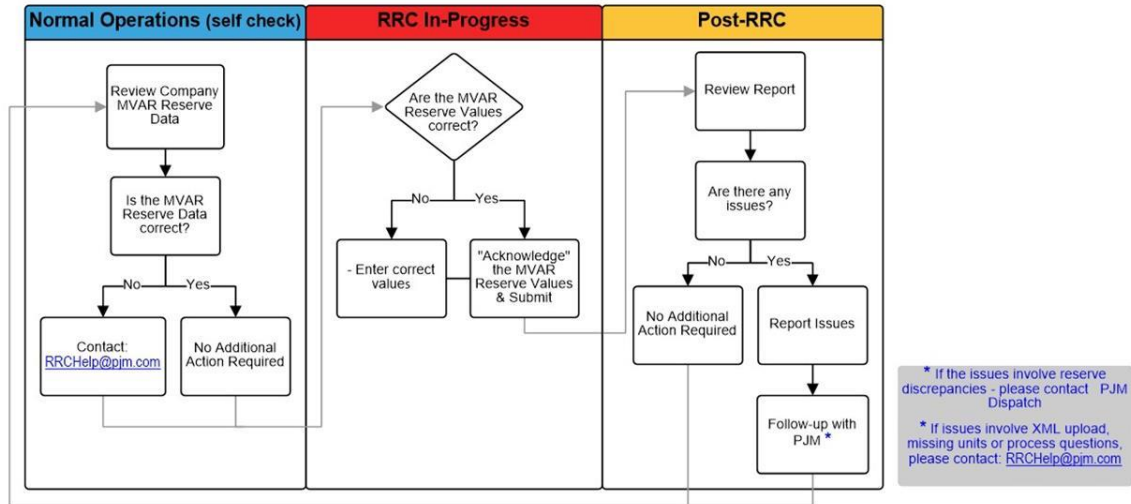 Normal Operations (self check)
RRC In-Progress
Post-RRC
Review Company
MVAR Reserve
Data
Is the MVAR
Reserve Data
correct?
No
Yes
Contact:
RRCHelp@pjm.com
No Additional
Action Required
Are the MVAR
Reserve Values
correct?
No
Yes
- Enter correct
values
"Acknowledge"
the MVAR
Reserve Values
& Submit
Review Report
Are there any
issues?
No
Yes
No Additional
Action Required
Report Issues
Follow-up with
PJM *
* If the issues involve reserve
discrepancies - please contact PJM
Dispatch
* If issues involve XML upload,
missing units or process questions,
please contact: RRCHelp@pjm.com